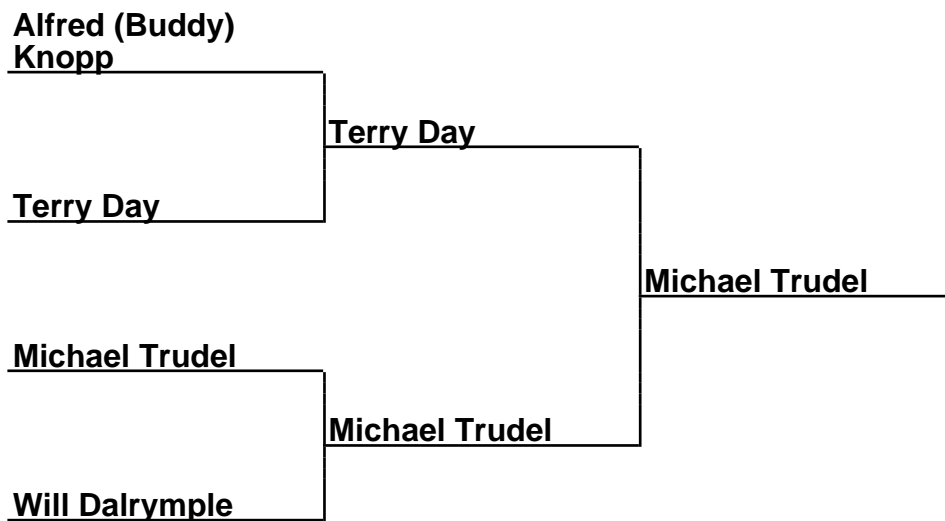 Alfred (Buddy)
Knopp
Terry Day
Terry Day
Michael Trudel
Michael Trudel
Michael Trudel
Will Dalrymple